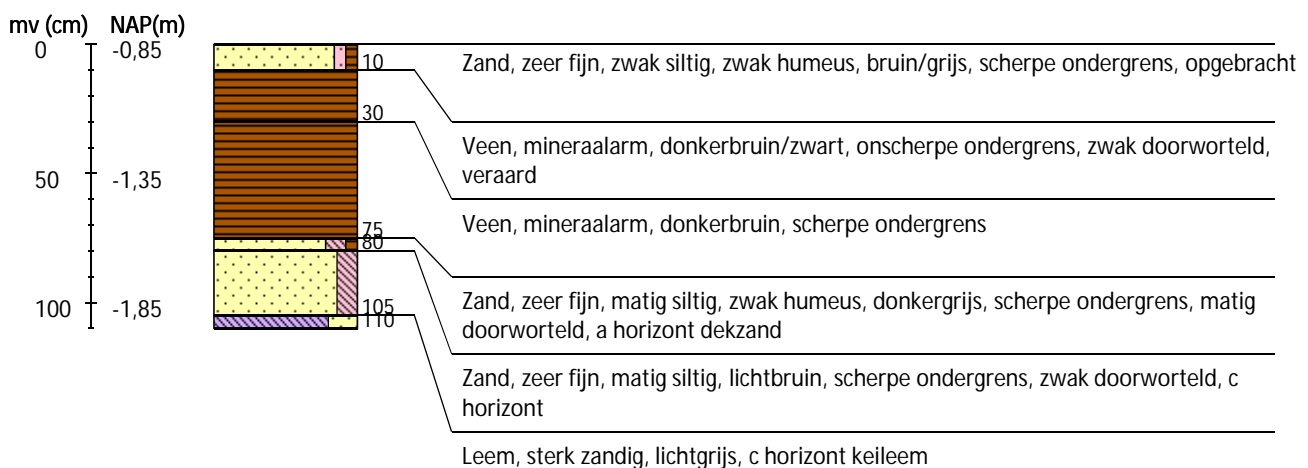 mv (cm) NAP(m)
0 -0,85
10
Zand, zeer fijn, zwak siltig, zwak humeus, bruin/grijs, scherpe ondergrens, opgebracht
30
Veen, mineraalarm, donkerbruin/zwart, onscherpe ondergrens, zwak doorworteld,
veraard
50 -1,35
Veen, mineraalarm, donkerbruin, scherpe ondergrens
75
80
Zand, zeer fijn, matig siltig, zwak humeus, donkergrijs, scherpe ondergrens, matig
doorworteld, a horizont dekzand
100 -1,85
105
110
Zand, zeer fijn, matig siltig, lichtbruin, scherpe ondergrens, zwak doorworteld, c
horizont
Leem, sterk zandig, lichtgrijs, c horizont keileem